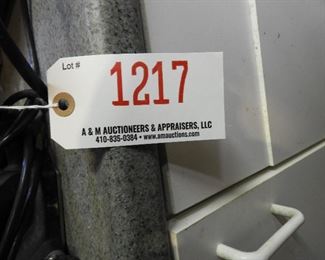 Lot #
1217
A & M AUCTIONEERS & APPRAISERS, LLC
410-835-0384 • www.amauctions.com